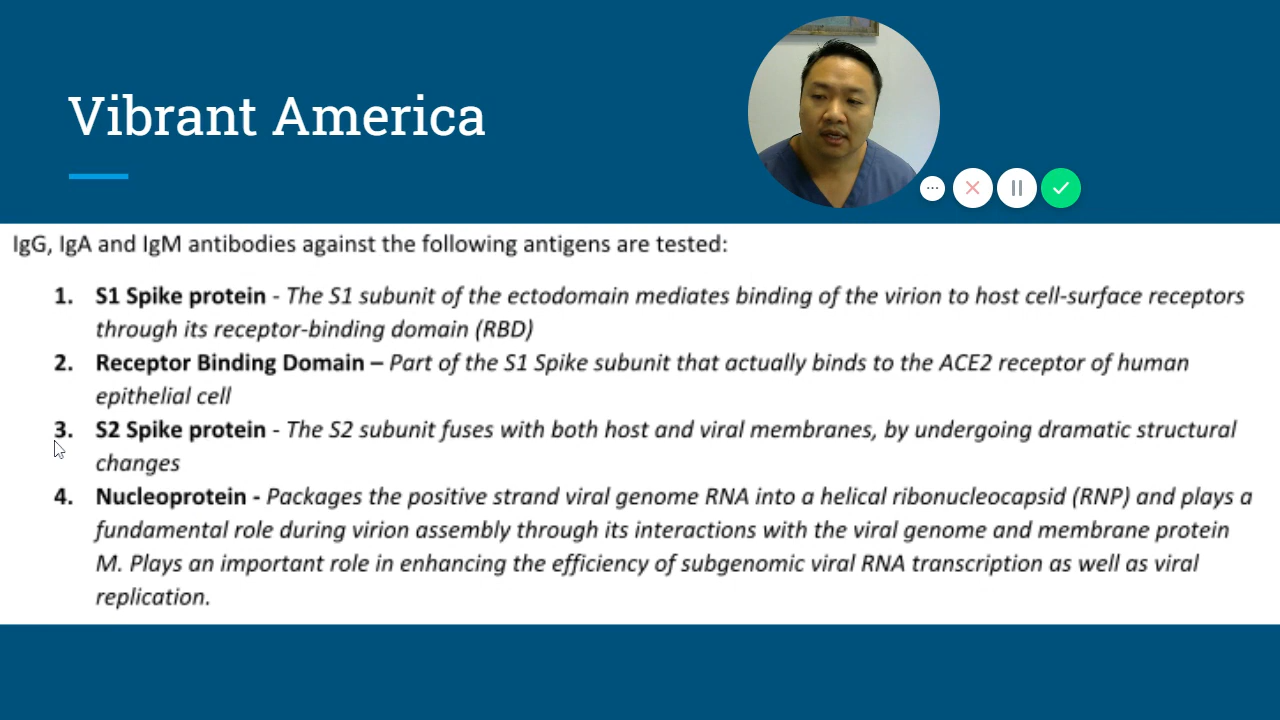 Vibrant America
IgG, IgA and IgM antibodies against the following antigens are tested:
1. S1 Spike protein - The S1 subunit of the ectodomain mediates binding of the virion to host cell-surface receptors
through its receptor-binding domain (RBD)
2. Receptor Binding Domain – Part of the S1 Spike subunit that actually binds to the ACE2 receptor of human
epithelial cell
3. S2 Spike protein - The S2 subunit fuses with both host and viral membranes, by undergoing dramatic structural
changes
4. Nucleoprotein - Packages the positive strand viral genome RNA into a helical ribonucleocapsid (RNP) and plays a
fundamental role during virion assembly through its interactions with the viral genome and membrane protein
M. Plays an important role in enhancing the efficiency of subgenomic viral RNA transcription as well as viral
replication.